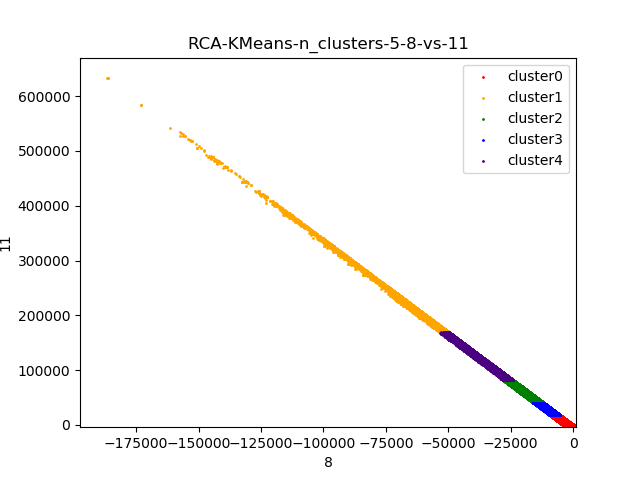 RCA-KMeans-n_clusters-5-8-vs-11
cluster0
cluster1
cluster2
cluster3
cluster4
600000
500000
400000
300000
200000
100000
0
11
−175000 −150000 −125000 −100000 −75000 −50000 −25000 0
8